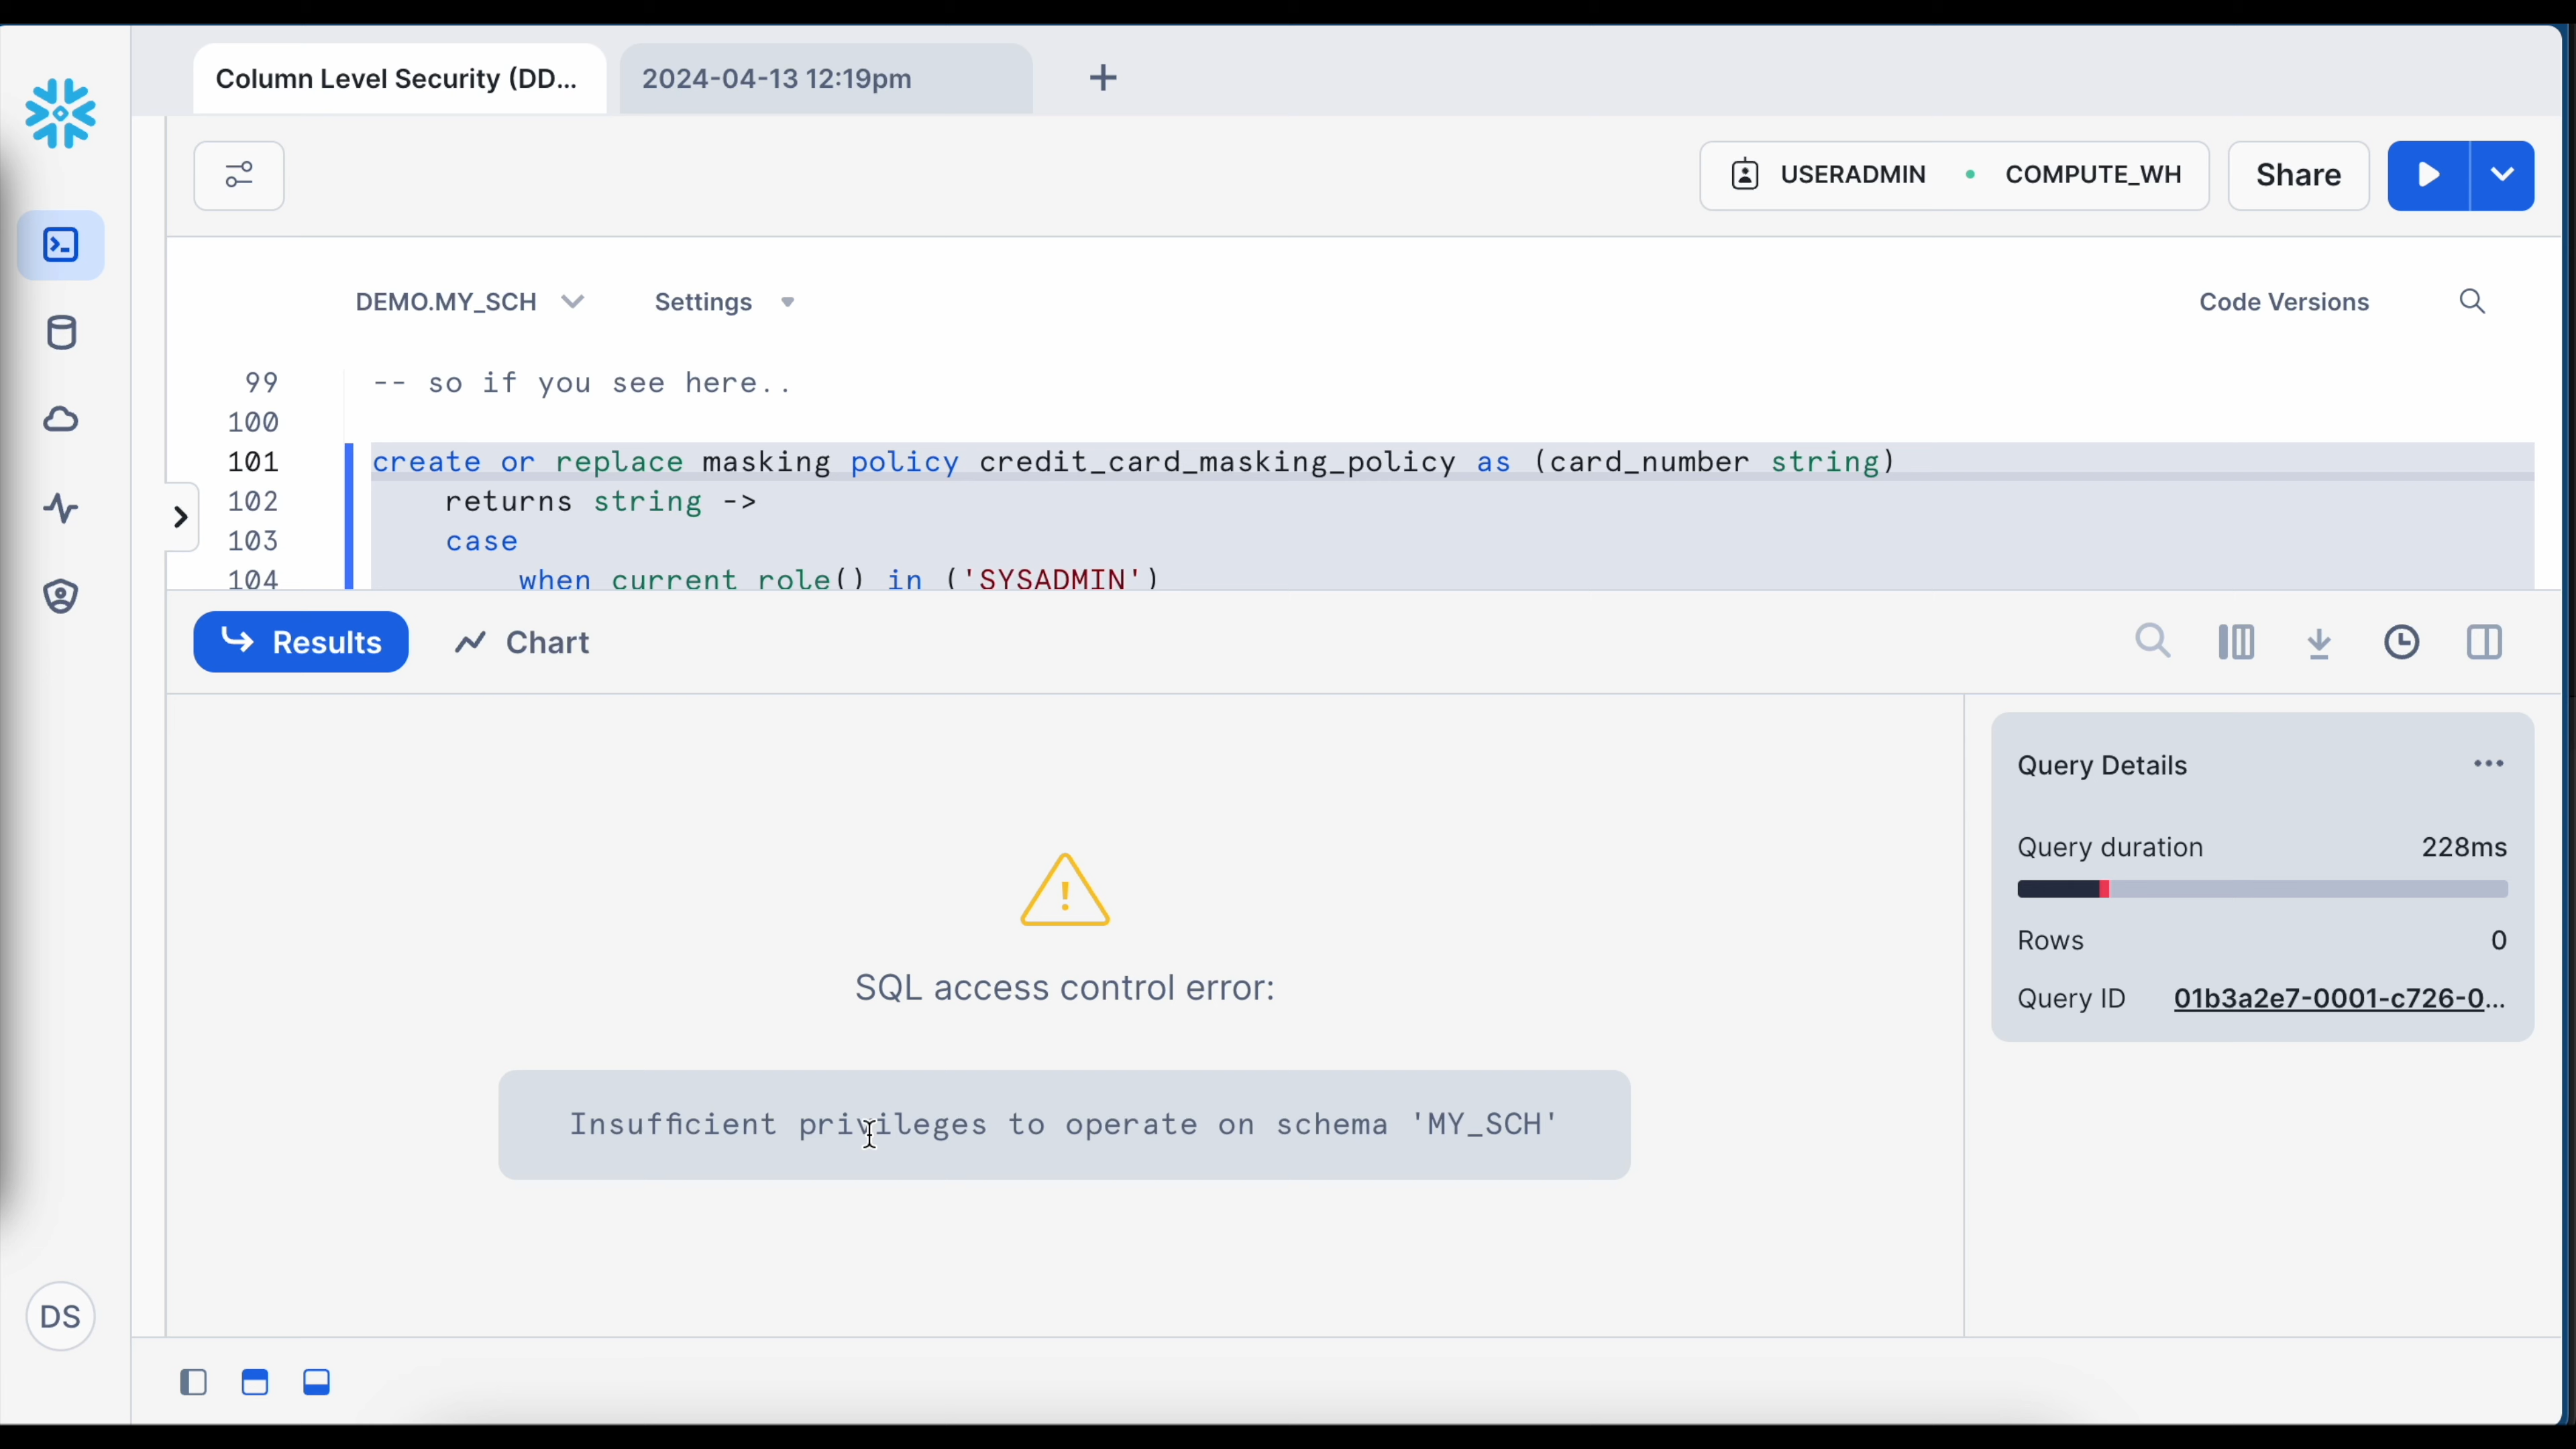 Column Level Security (DD...
2024-04-13 12:19pm
+
USERADMIN • COMPUTE_WH
Share
DEMO.MY_SCH
Settings
Code Versions
99 -- so if you see here..
100
101 create or replace masking policy credit_card_masking_policy as (card_number string)
102 returns string ->
103 case
104 when current_role() in ('SYSADMIN')
Results
Chart
Query Details
...
Query duration 228ms
Rows 0
Query ID 01b3a2e7-0001-c726-0...
SQL access control error:
Insufficient privileges to operate on schema 'MY_SCH'
DS